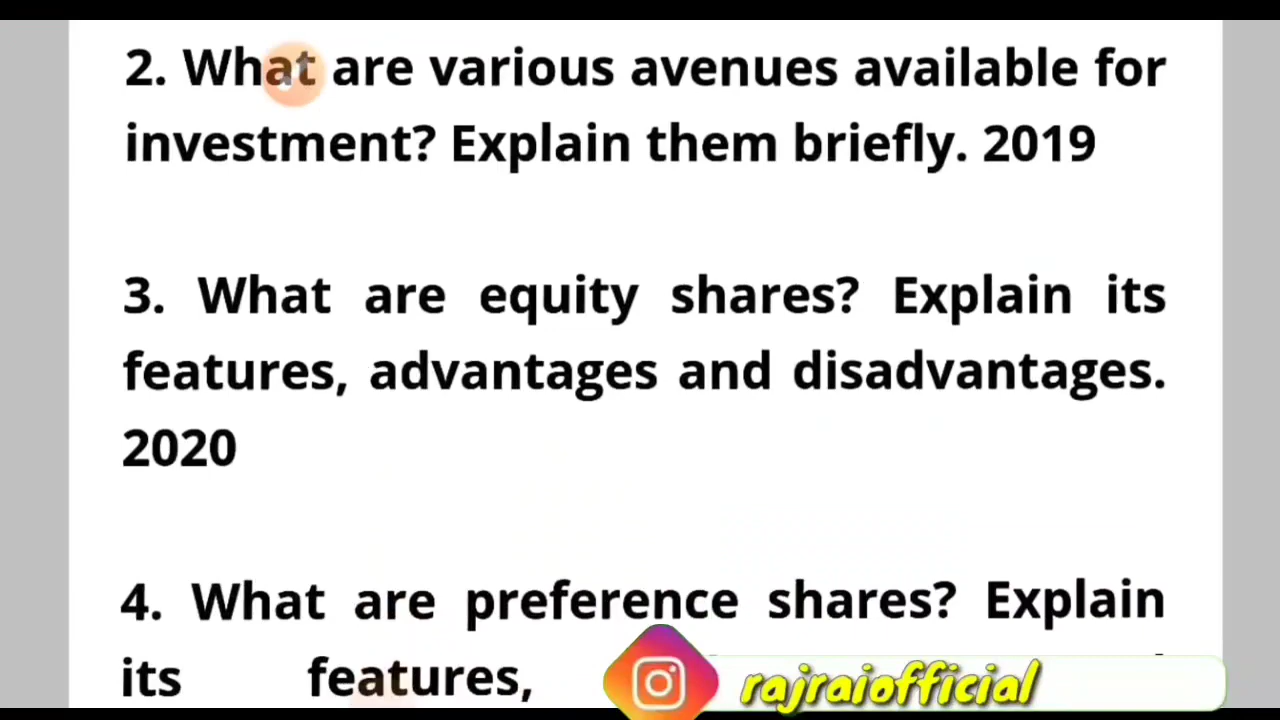 2. What are various avenues available for
investment? Explain them briefly. 2019
3. What are equity shares? Explain its
features, advantages and disadvantages.
2020
4. What are preference shares? Explain
its features,
rajraiofficial